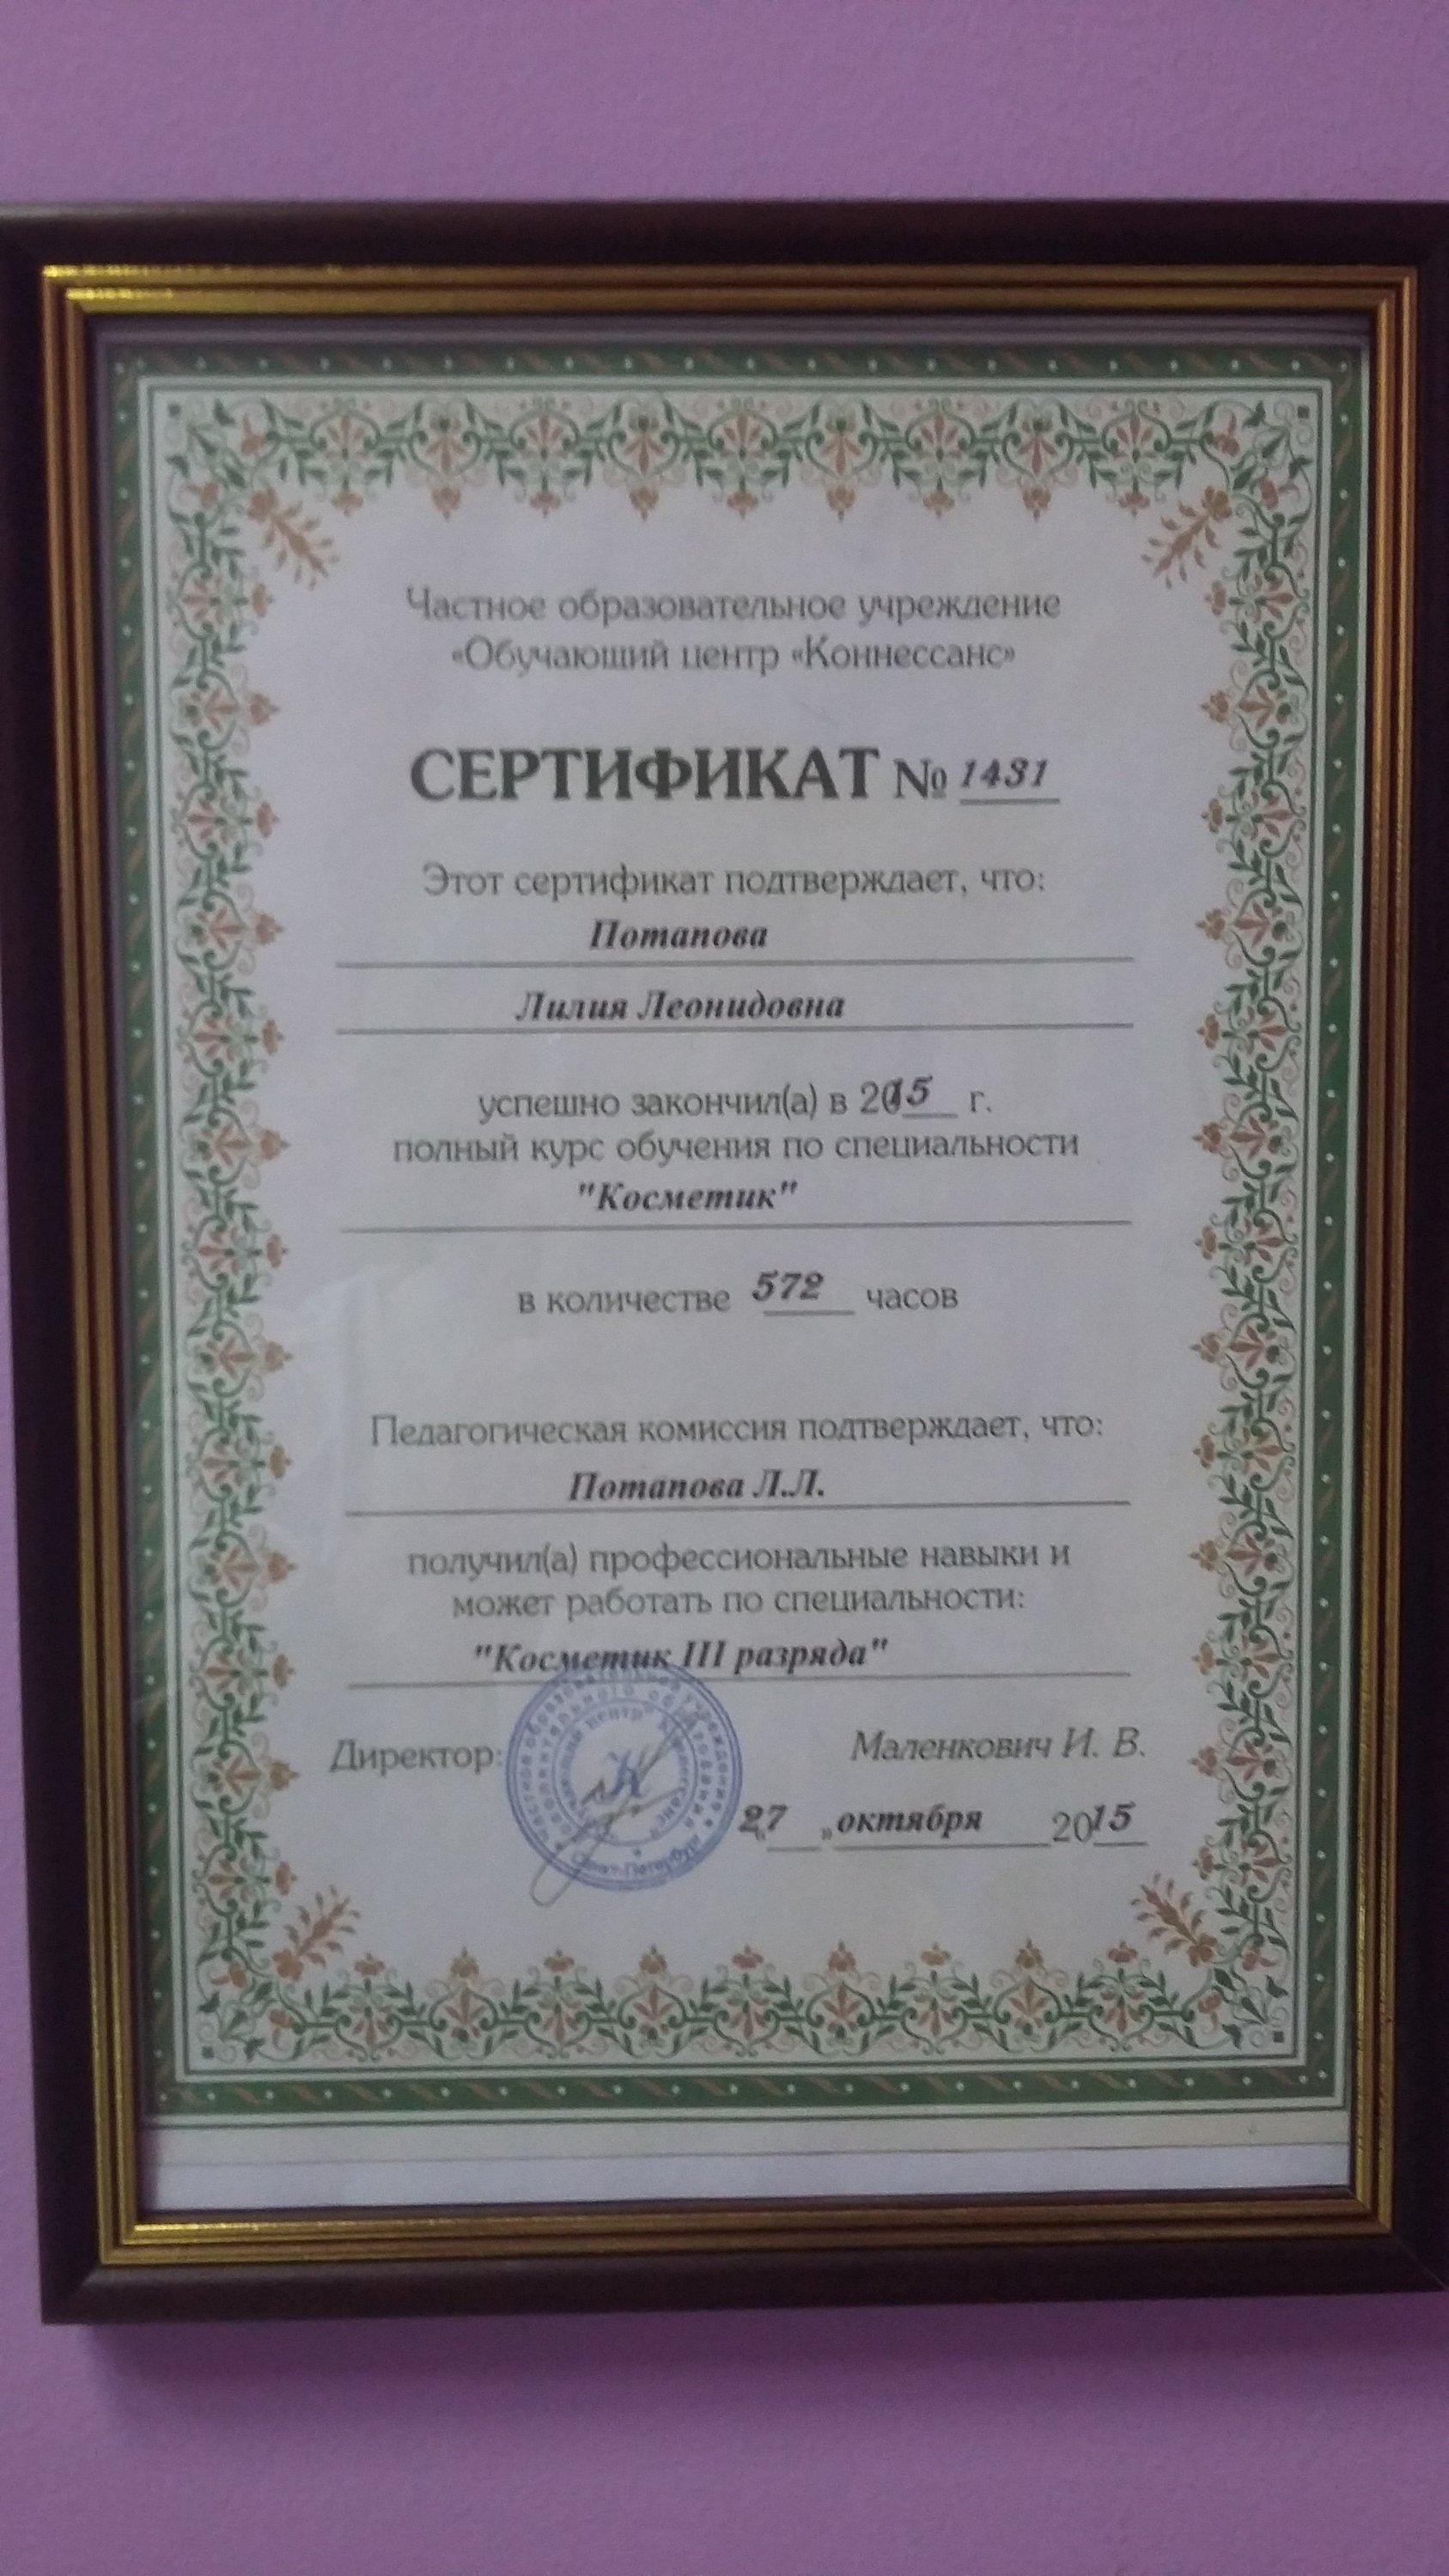 Частное образовательное учреждение
«Обучающий центр «Коннессанс»
СЕРТИФИКАТ № 1431
Этот сертификат подтверждает, что:
Потапова
Лилия Леонидовна
успешно закончил(а) в 2015 г.
полный курс обучения по специальности
"Косметик"
в количестве 572 часов
Педагогическая комиссия подтверждает, что:
Потапова Л.Л.
получил(а) профессиональные навыки и
может работать по специальности:
"Косметик III разряда"
Директор:
Маленкович И. В.
«27» октября 2015
Санкт-Петербург